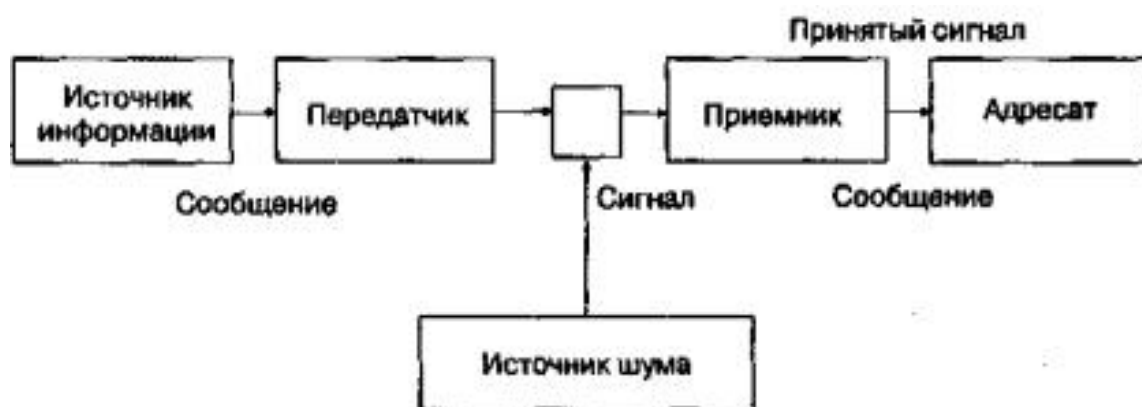 Принятый сигнал
Источник
информации
Передатчик
Приемник
Адресат
Сообщение
Сигнал
Сообщение
Источник шума